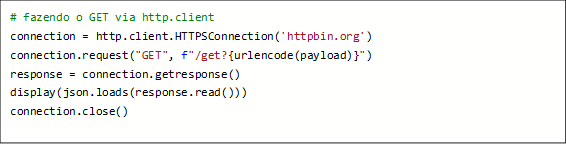 # fazendo o GET via http.client
connection = http.client.HTTPSConnection('httpbin.org')
connection.request("GET", f"/get?{urlencode(payload)}")
response = connection.getresponse()
display(json.loads(response.read()))
connection.close()